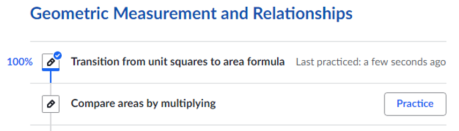 Geometric Measurement and Relationships
100% Transition from unit squares to area formula Last practiced: a few seconds ago
Compare areas by multiplying Practice